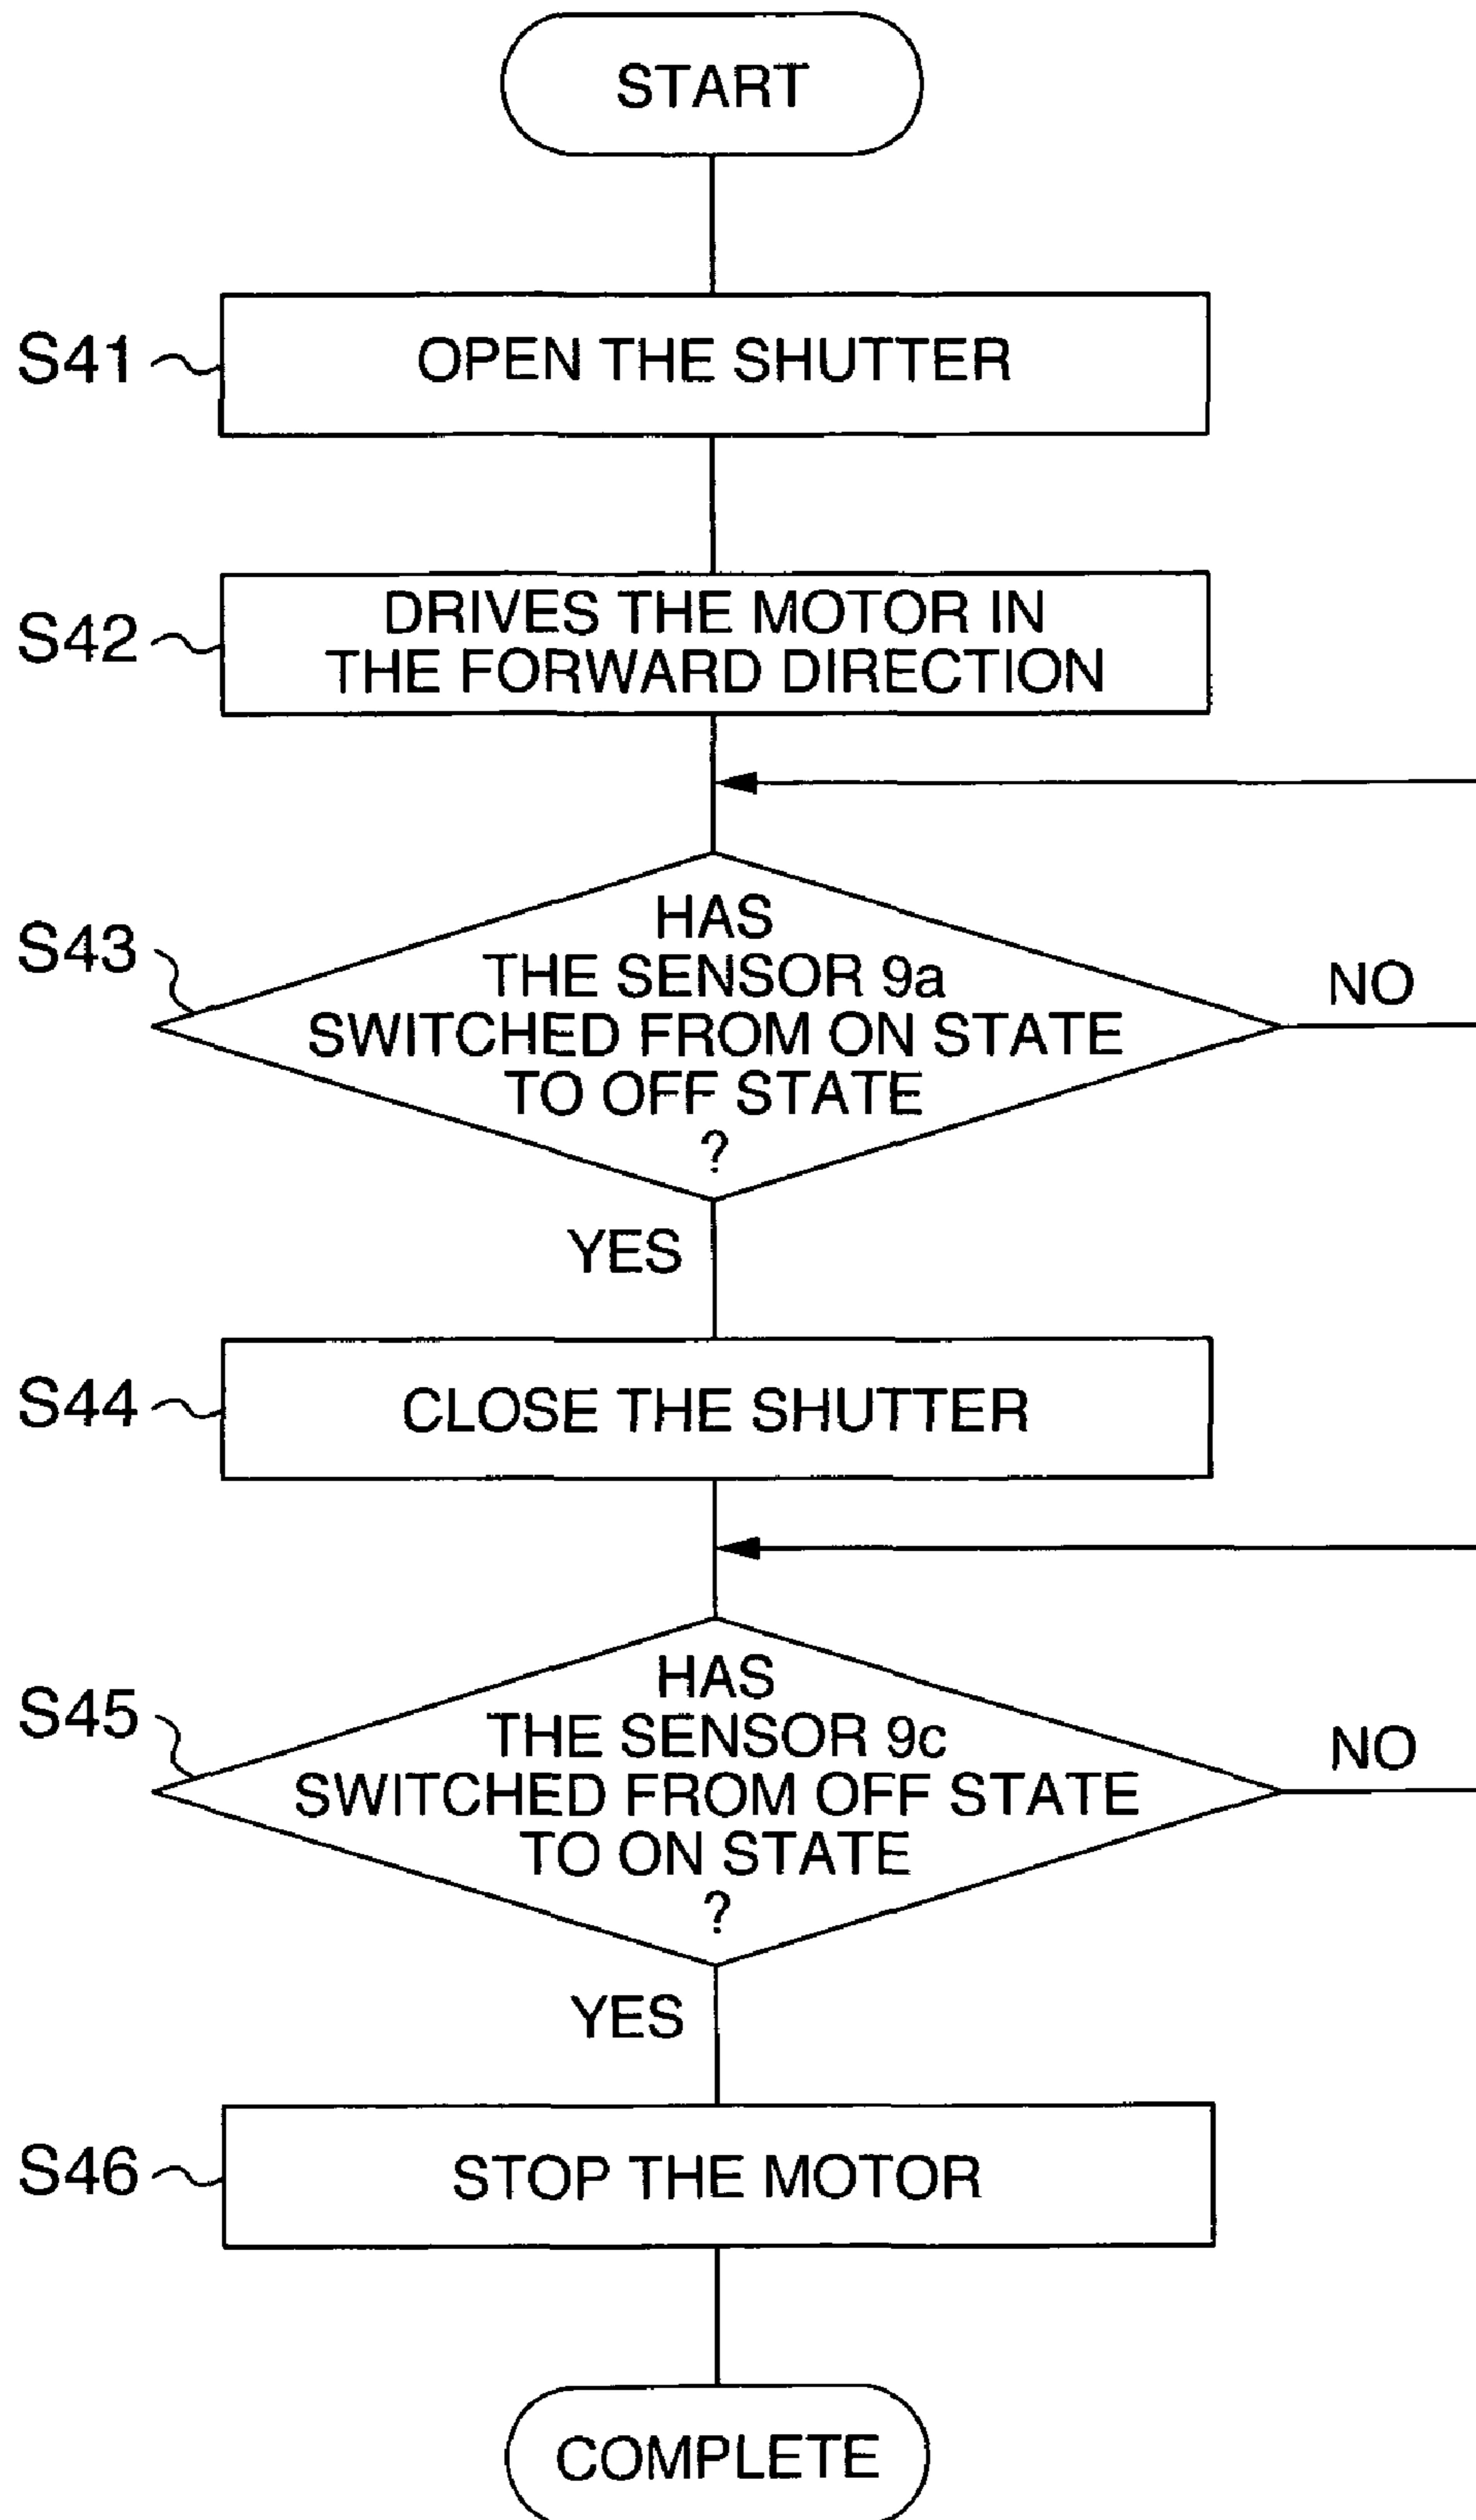 START
S41
OPEN THE SHUTTER
S42
DRIVES THE MOTOR IN
THE FORWARD DIRECTION
S43
HAS
THE SENSOR 9a
SWITCHED FROM ON STATE
TO OFF STATE
?
NO
YES
S44
CLOSE THE SHUTTER
S45
HAS
THE SENSOR 9c
SWITCHED FROM OFF STATE
TO ON STATE
?
NO
YES
S46
STOP THE MOTOR
COMPLETE